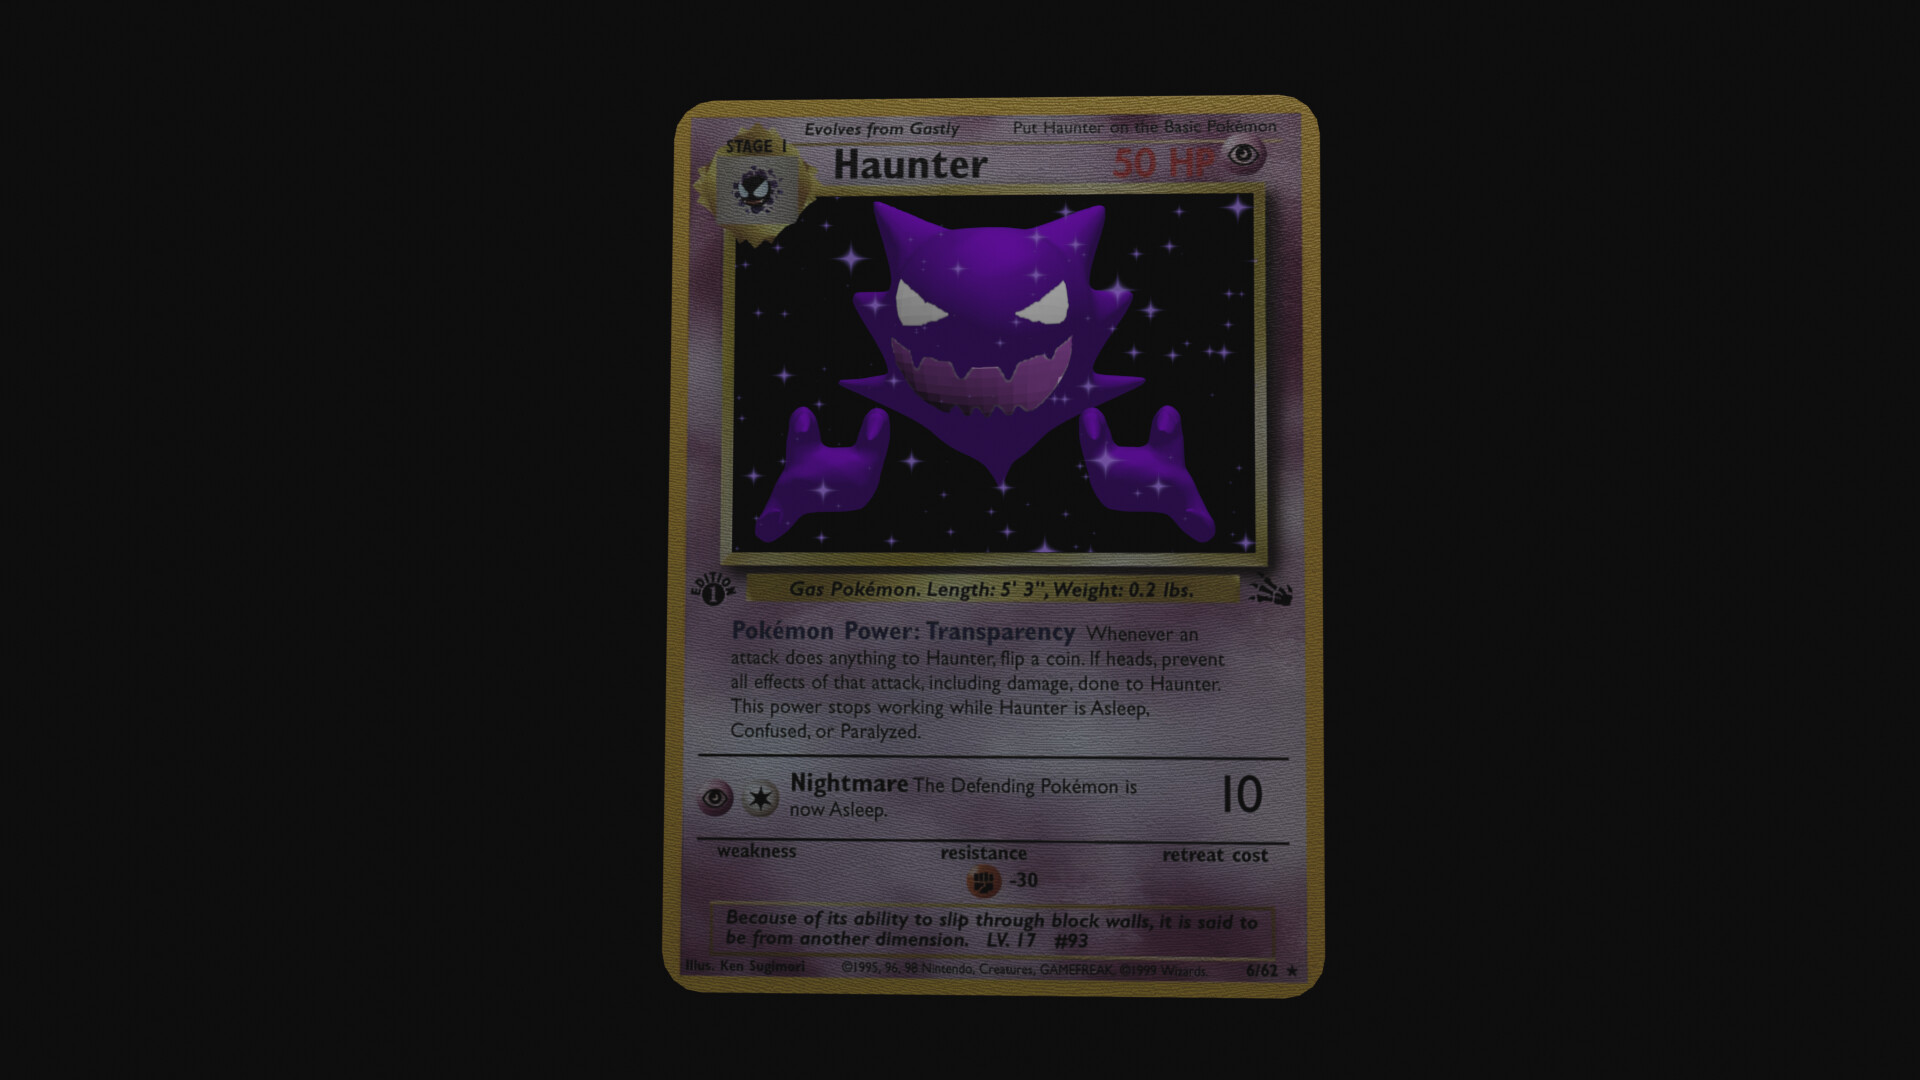 Evolves from Gastly
Put Haunter on the Basic Pokémon
STAGE 1
Haunter
50 HP
EDITION
1
Gas Pokémon. Length: 5' 3", Weight: 0.2 lbs.
Pokémon Power: Transparency Whenever an
attack does anything to Haunter, flip a coin. If heads, prevent
all effects of that attack, including damage, done to Haunter.
This power stops working while Haunter is Asleep,
Confused, or Paralyzed.
Nightmare The Defending Pokémon is
now Asleep.
10
weakness
resistance
retreat cost
-30
Because of its ability to slip through block walls, it is said to
be from another dimension. LV. 17 #93
Illus. Ken Sugimori
©1995, 96, 98 Nintendo, Creatures, GAMEFREAK. ©1999 Wizards.
6/62 ★